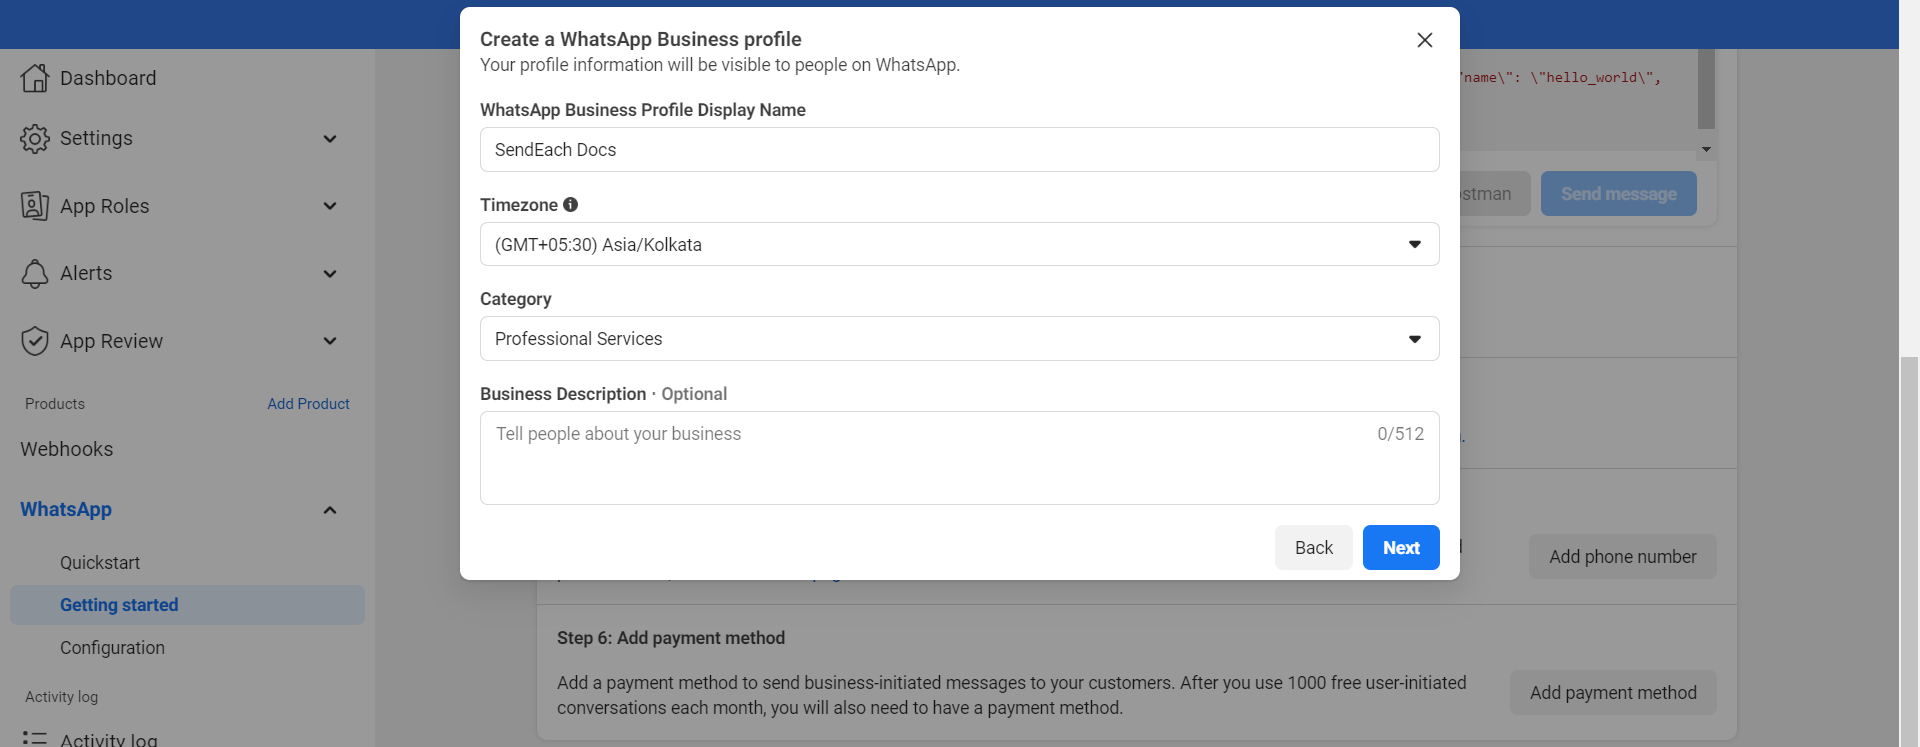 Create a WhatsApp Business profile
Your profile information will be visible to people on WhatsApp.
WhatsApp Business Profile Display Name
SendEach Docs
Timezone
(GMT+05:30) Asia/Kolkata
Category
Professional Services
Business Description · Optional
Tell people about your business
0/512
Back
Next
Dashboard
Settings
App Roles
Alerts
App Review
Products
Add Product
Webhooks
WhatsApp
Quickstart
Getting started
Configuration
Activity log
Activity log
name\": \"hello_world\",
Send message
Add phone number
Step 6: Add payment method
Add a payment method to send business-initiated messages to your customers. After you use 1000 free user-initiated
conversations each month, you will also need to have a payment method.
Add payment method